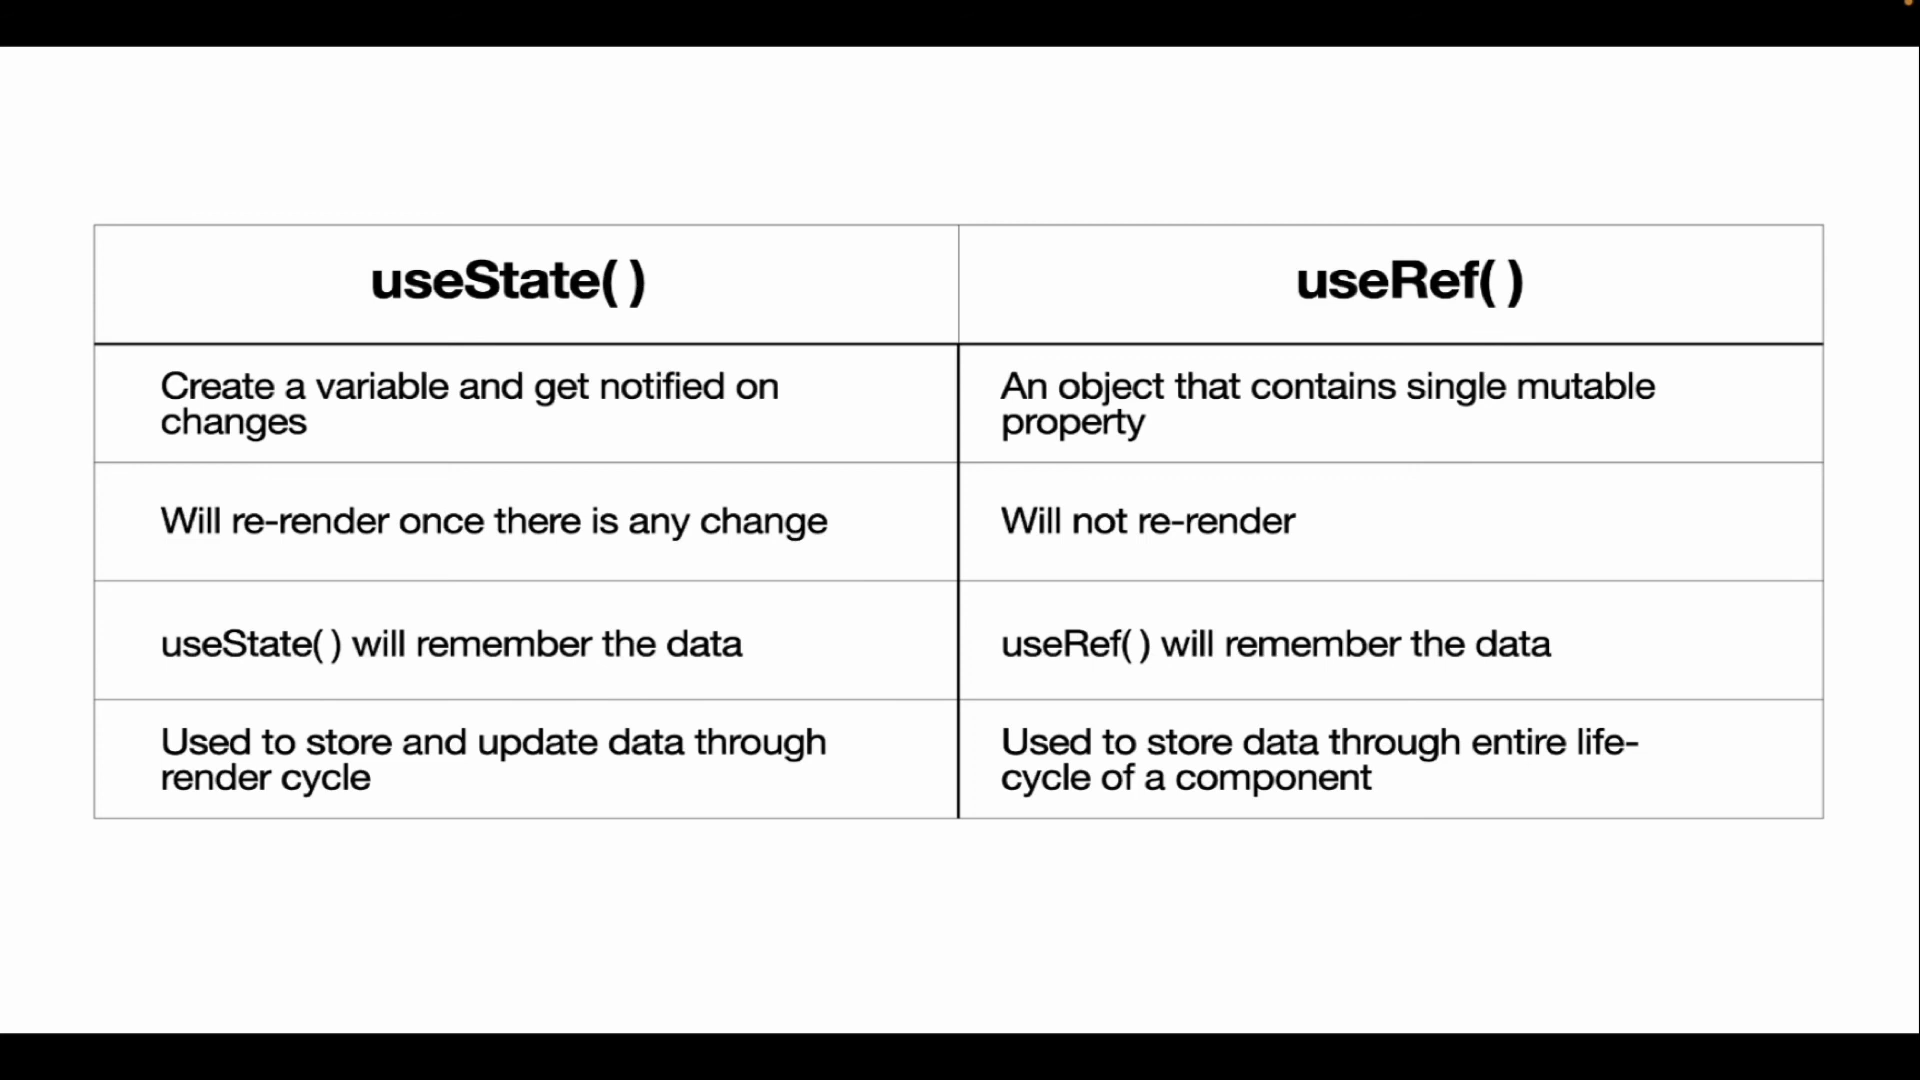 useState( )
useRef( )
Create a variable and get notified on
changes
An object that contains single mutable
property
Will re-render once there is any change
Will not re-render
useState( ) will remember the data
useRef( ) will remember the data
Used to store and update data through
render cycle
Used to store data through entire life-
cycle of a component